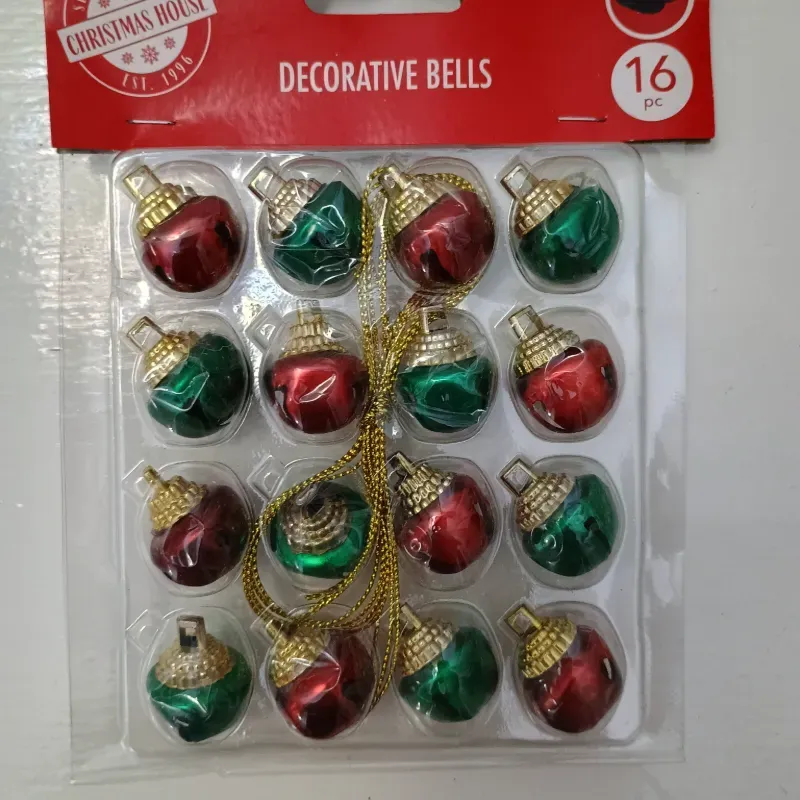 CHRISTMAS HOUSE
EST. 1996
DECORATIVE BELLS
16
pc